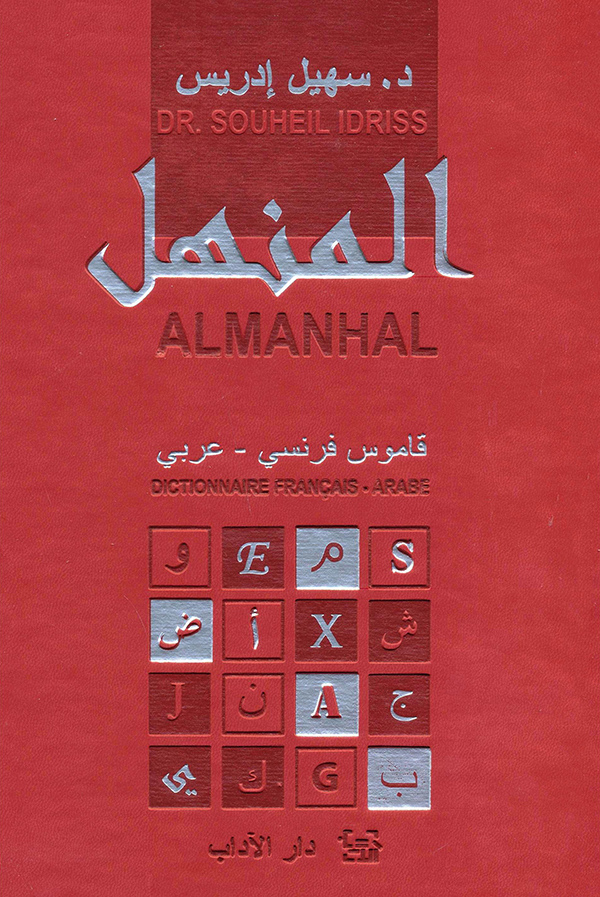 د. سهيل إدريس
DR. SOUHEIL IDRISS
المنهل
ALMANHAL
قاموس فرنسي - عربي
DICTIONNAIRE FRANÇAIS - ARABE
و E م S
ض أ X ش
J ن A ج
ي ك G ب
دار الآداب